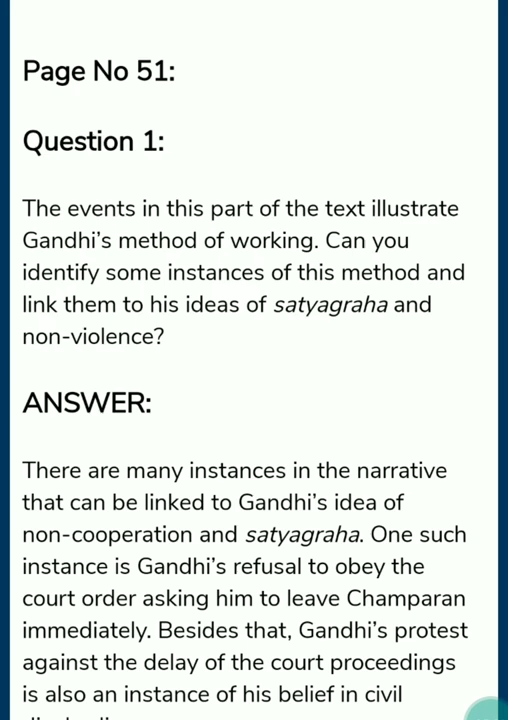 Page No 51:
Question 1:
The events in this part of the text illustrate
Gandhi's method of working. Can you
identify some instances of this method and
link them to his ideas of satyagraha and
non-violence?
ANSWER:
There are many instances in the narrative
that can be linked to Gandhi's idea of
non-cooperation and satyagraha. One such
instance is Gandhi's refusal to obey the
court order asking him to leave Champaran
immediately. Besides that, Gandhi's protest
against the delay of the court proceedings
is also an instance of his belief in civil